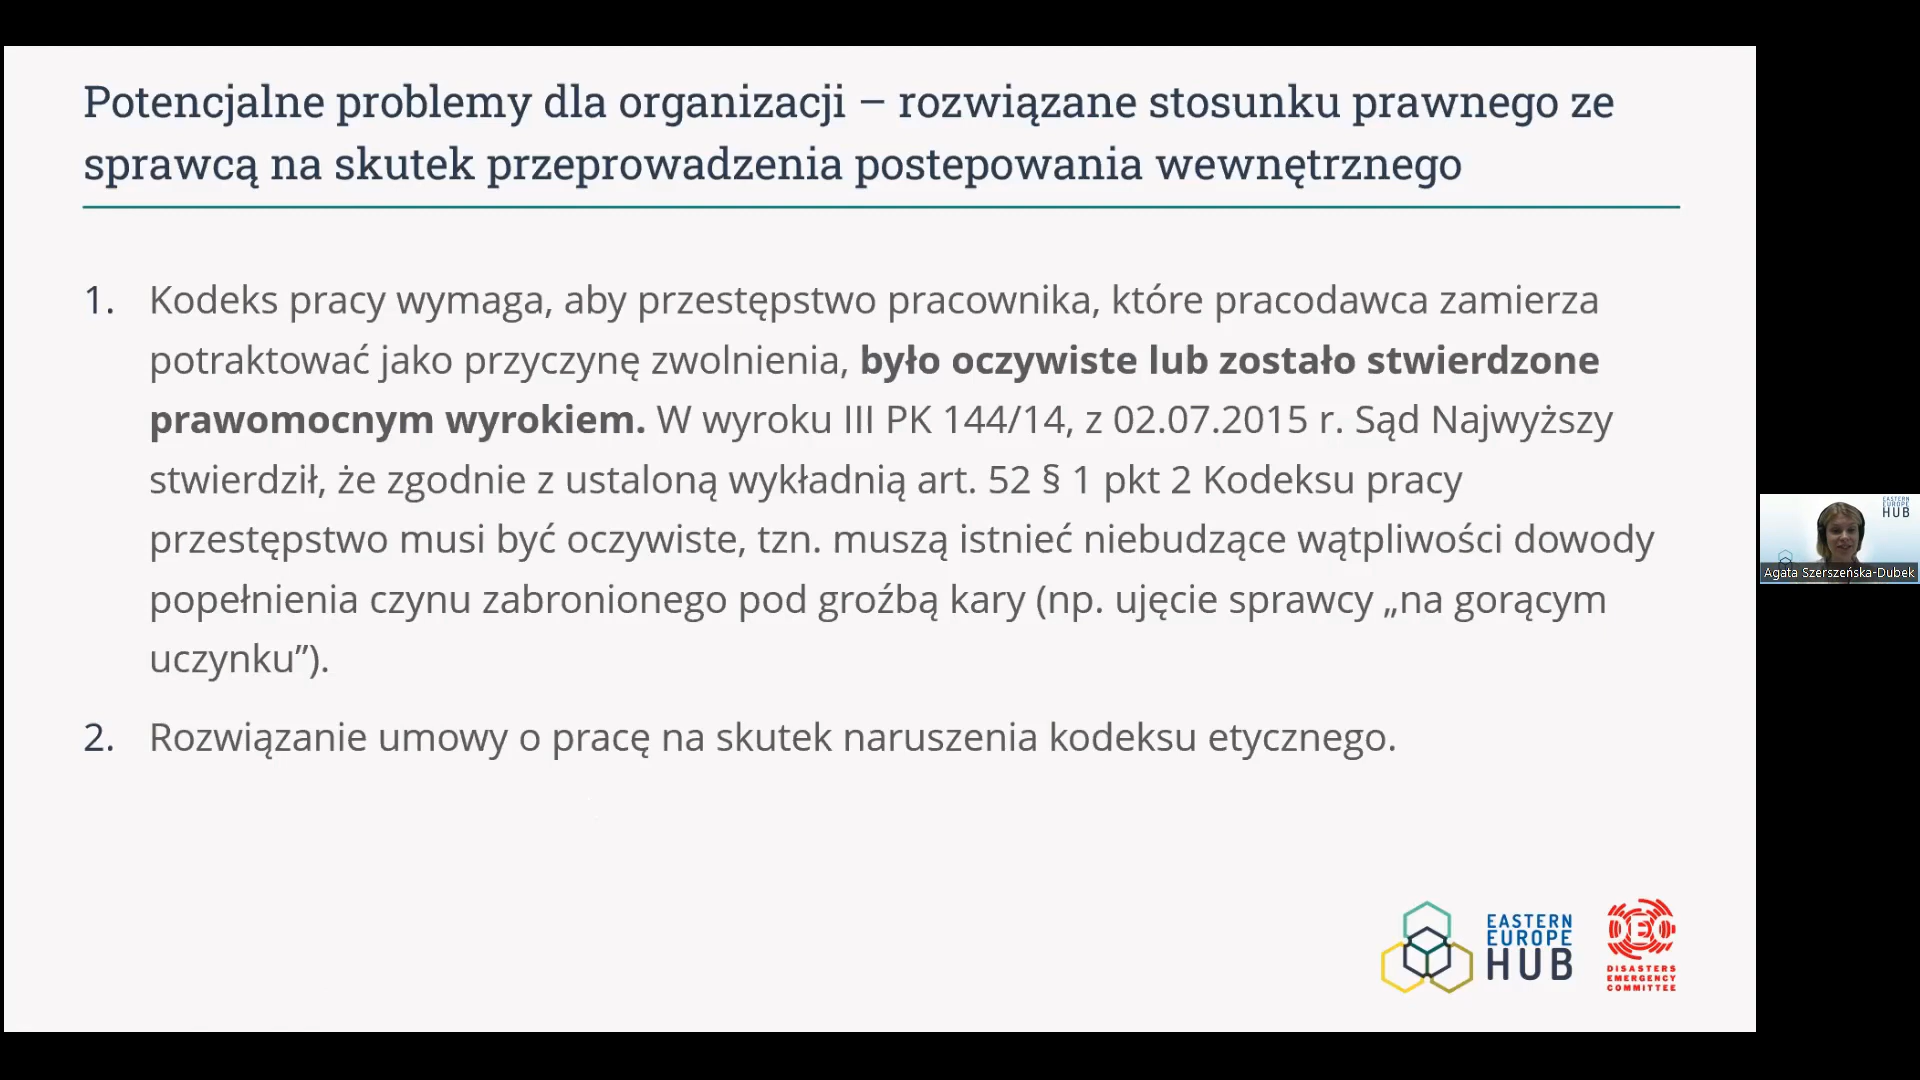 Potencjalne problemy dla organizacji – rozwiązane stosunku prawnego ze
sprawcą na skutek przeprowadzenia postepowania wewnętrznego
1. Kodeks pracy wymaga, aby przestępstwo pracownika, które pracodawca zamierza
potraktować jako przyczynę zwolnienia, było oczywiste lub zostało stwierdzone
prawomocnym wyrokiem. W wyroku III PK 144/14, z 02.07.2015 r. Sąd Najwyższy
stwierdził, że zgodnie z ustaloną wykładnią art. 52 § 1 pkt 2 Kodeksu pracy
przestępstwo musi być oczywiste, tzn. muszą istnieć niebudzące wątpliwości dowody
popełnienia czynu zabronionego pod groźbą kary (np. ujęcie sprawcy „na gorącym
uczynku”).
2. Rozwiązanie umowy o pracę na skutek naruszenia kodeksu etycznego.
EASTERN
EUROPE
HUB
DEC
DISASTERS
EMERGENCY
COMMITTEE
EASTERN
EUROPE
HUB
Agata Szerszeńska-Dubek